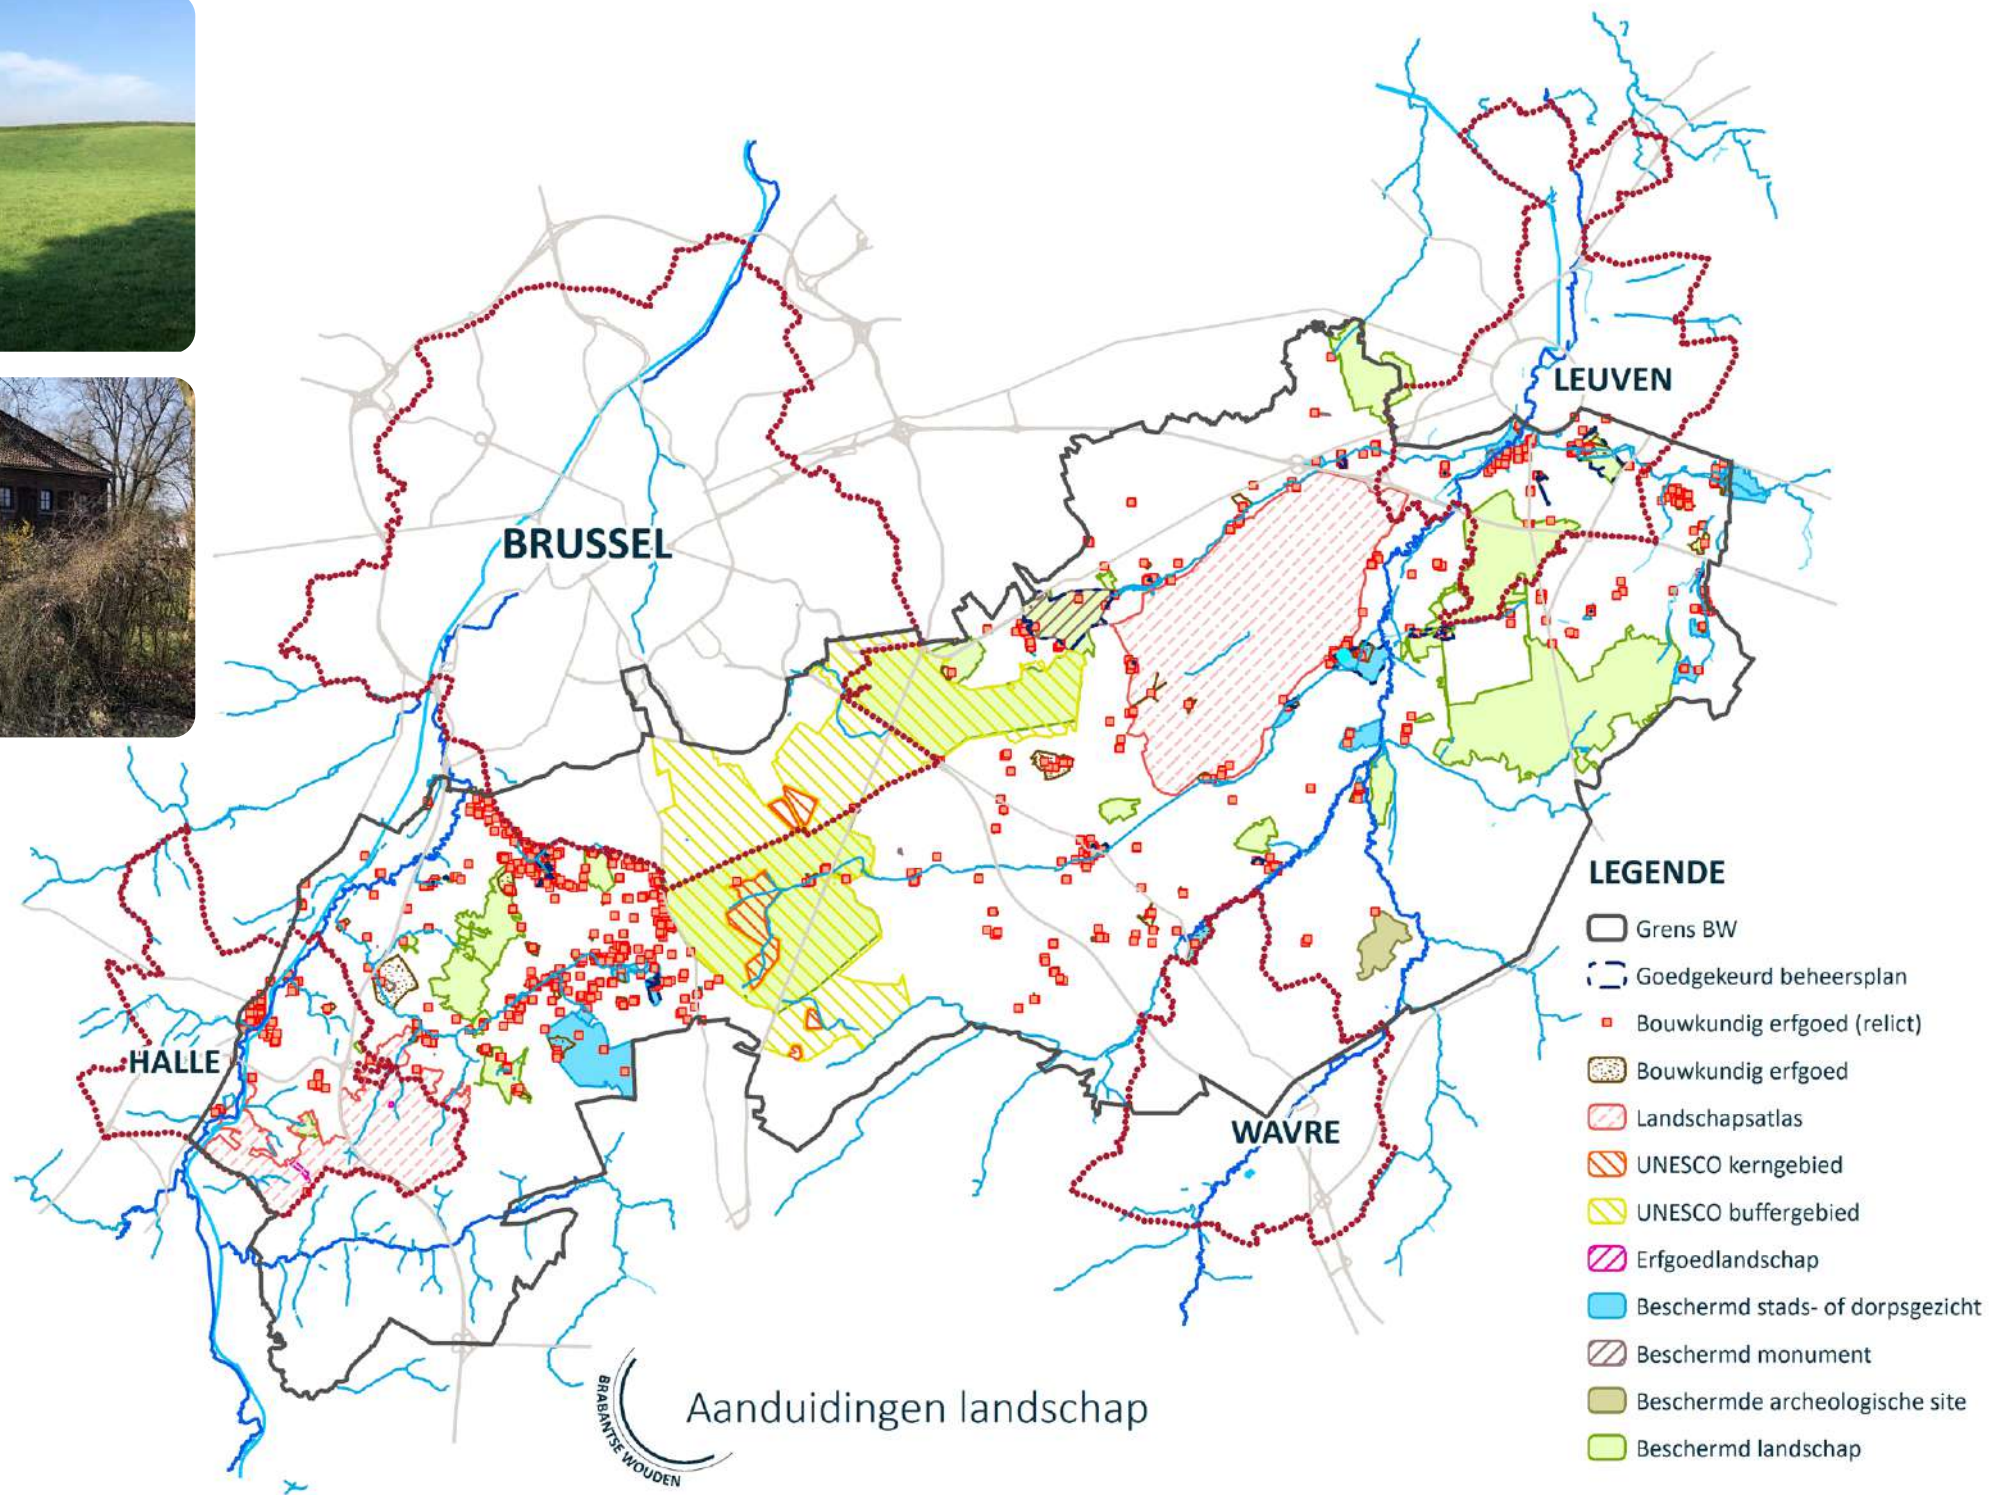 LEUVEN
BRUSSEL
HALLE
WAVRE
LEGENDE
Grens BW
Goedgekeurd beheersplan
Bouwkundig erfgoed (relict)
Bouwkundig erfgoed
Landschapsatlas
UNESCO kerngebied
UNESCO buffergebied
Erfgoedlandschap
Beschermd stads- of dorpsgezicht
Beschermd monument
Beschermde archeologische site
Beschermd landschap
BRABANTSE WOUDEN
Aanduidingen landschap